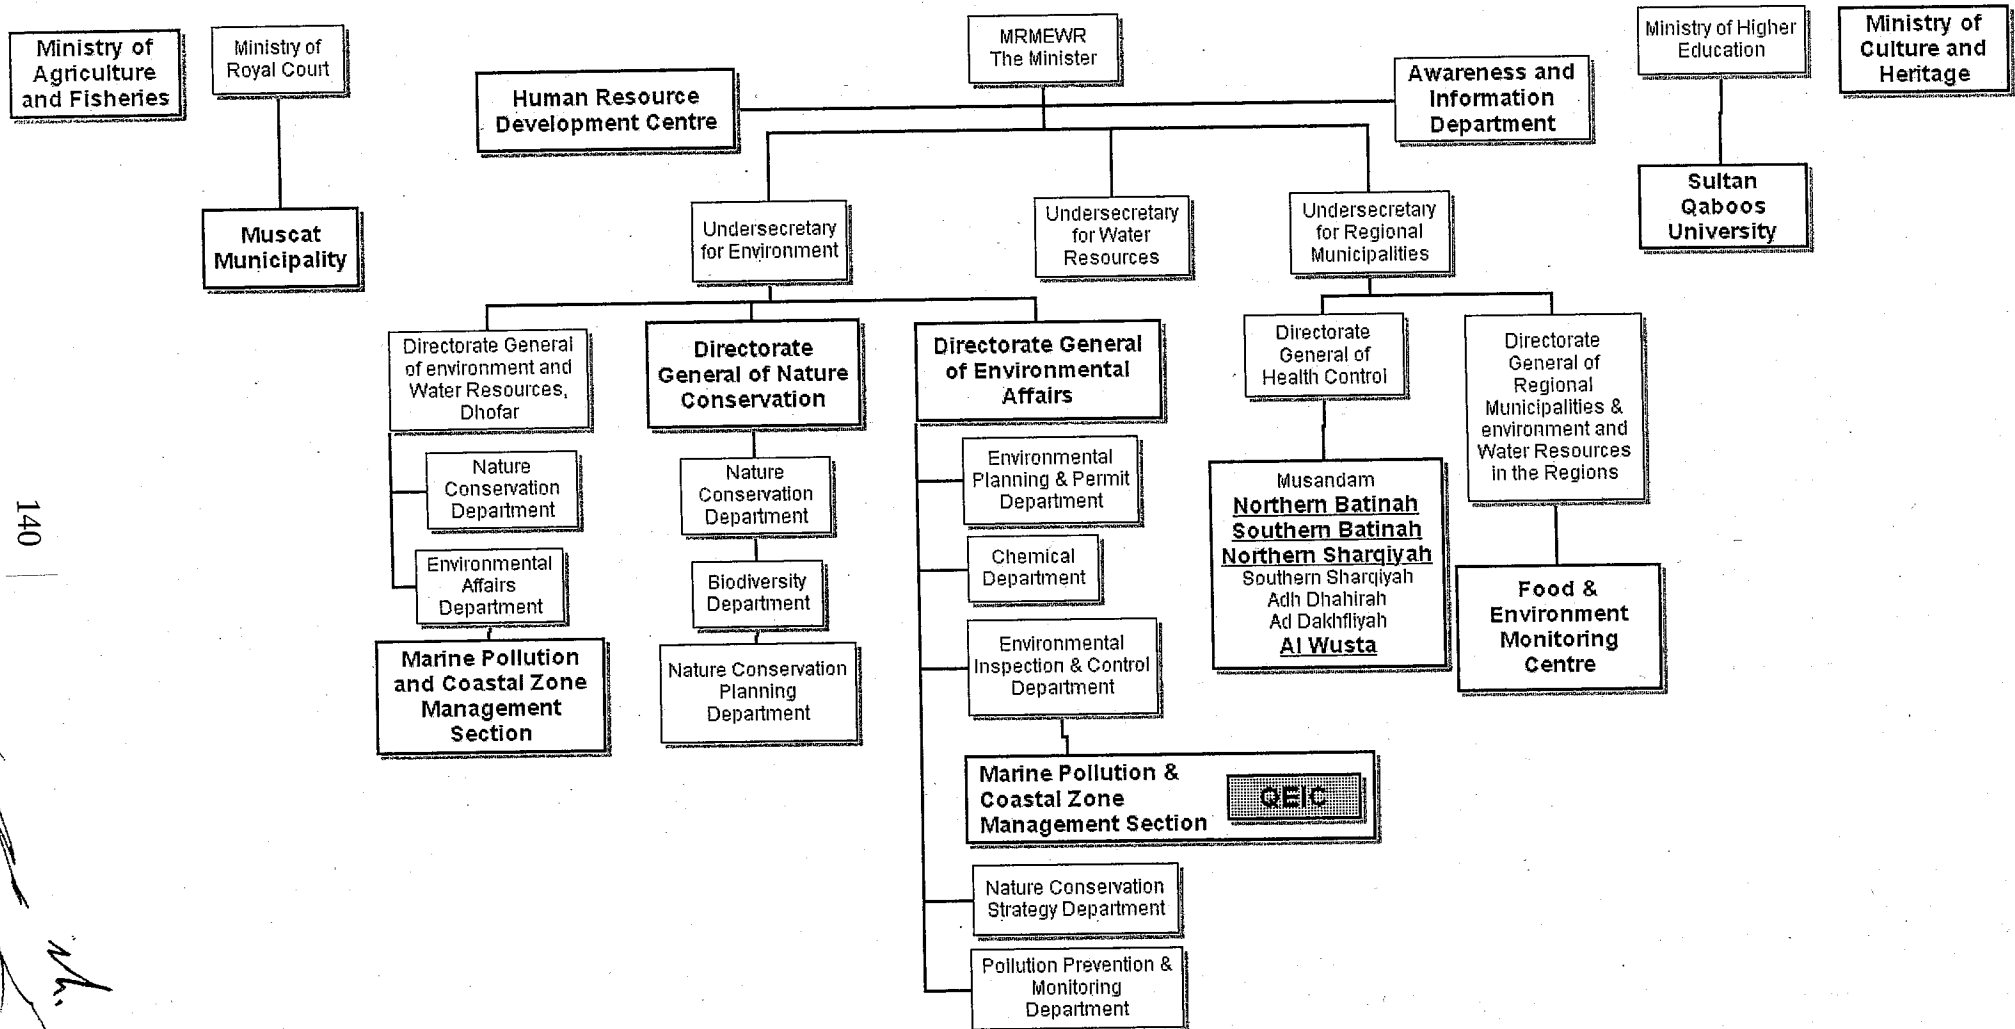 Ministry of
Agriculture
and Fisheries
Ministry of
Royal Court
MRMEWR
The Minister
Ministry of Higher
Education
Ministry of
Culture and
Heritage
Human Resource
Development Centre
Awareness and
Information
Department
Muscat
Municipality
Undersecretary
for Environment
Undersecretary
for Water
Resources
Undersecretary
for Regional
Municipalities
Sultan
Qaboos
University
Directorate General
of environment and
Water Resources,
Dhofar
Directorate
General of Nature
Conservation
Directorate General
of Environmental
Affairs
Directorate
General of
Health Control
Directorate
General of
Regional
Municipalities &
environment and
Water Resources
in the Regions
Nature
Conservation
Department
Environmental
Affairs
Department
Marine Pollution
and Coastal Zone
Management
Section
Nature
Conservation
Department
Biodiversity
Department
Nature Conservation
Planning
Department
Environmental
Planning & Permit
Department
Chemical
Department
Environmental
Inspection & Control
Department
Marine Pollution &
Coastal Zone
Management Section
QEIC
Nature Conservation
Strategy Department
Pollution Prevention &
Monitoring
Department
Musandam
Northern Batinah
Southern Batinah
Northern Sharqiyah
Southern Sharqiyah
Adh Dhahirah
Ad Dakhfliyah
Al Wusta
Food &
Environment
Monitoring
Centre
140